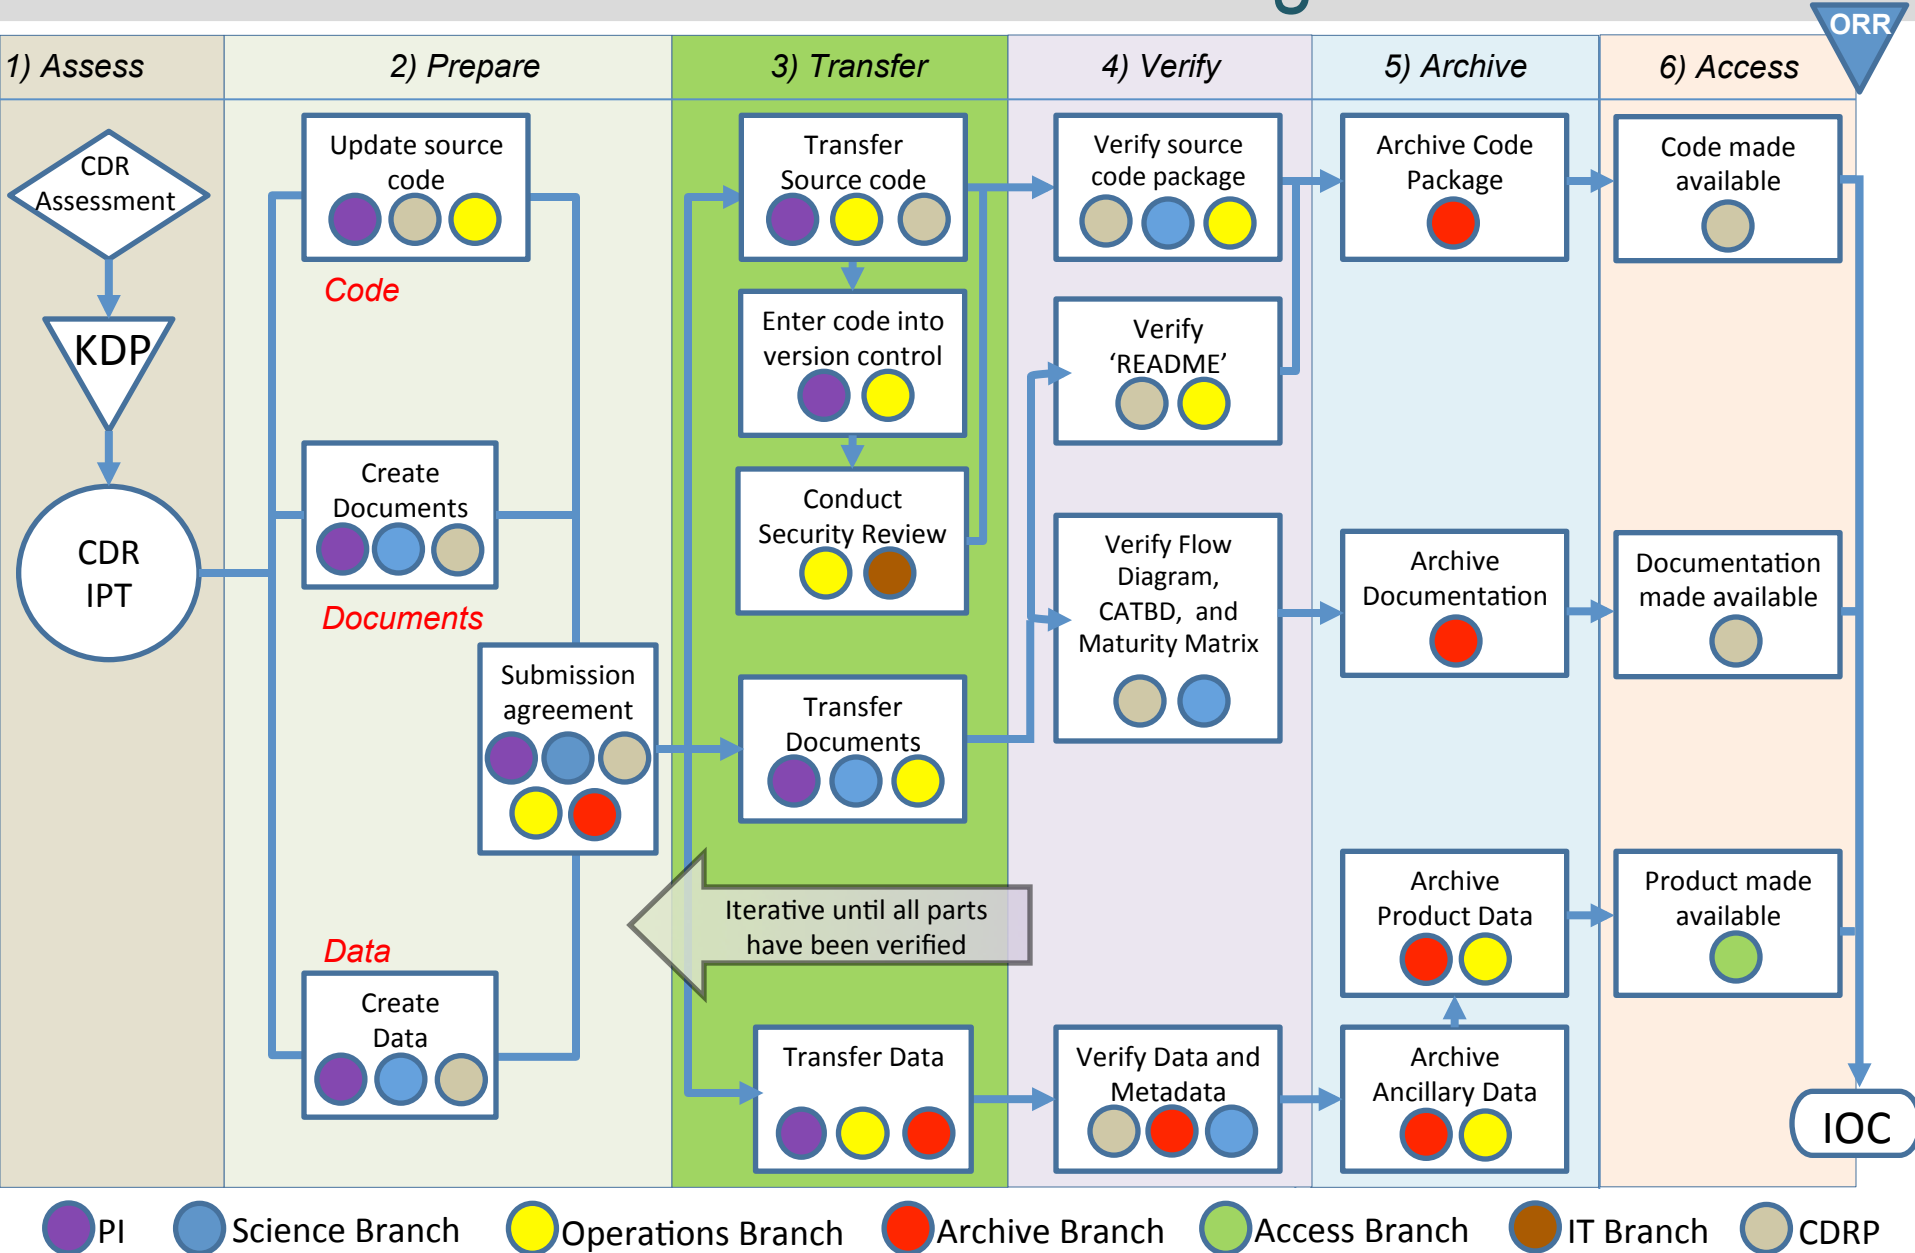 ORR
1) Assess
2) Prepare
3) Transfer
4) Verify
5) Archive
6) Access
CDR
Assessment
KDP
CDR
IPT
Update source
code
Code
Create
Documents
Documents
Submission
agreement
Data
Create
Data
Transfer
Source code
Enter code into
version control
Conduct
Security Review
Transfer
Documents
Iterative until all parts
have been verified
Transfer Data
Verify source
code package
Verify
‘README’
Verify Flow
Diagram,
CATBD, and
Maturity Matrix
Verify Data and
Metadata
Archive Code
Package
Archive
Documentation
Archive
Product Data
Archive
Ancillary Data
Code made
available
Documentation
made available
Product made
available
IOC
PI
Science Branch
Operations Branch
Archive Branch
Access Branch
IT Branch
CDRP